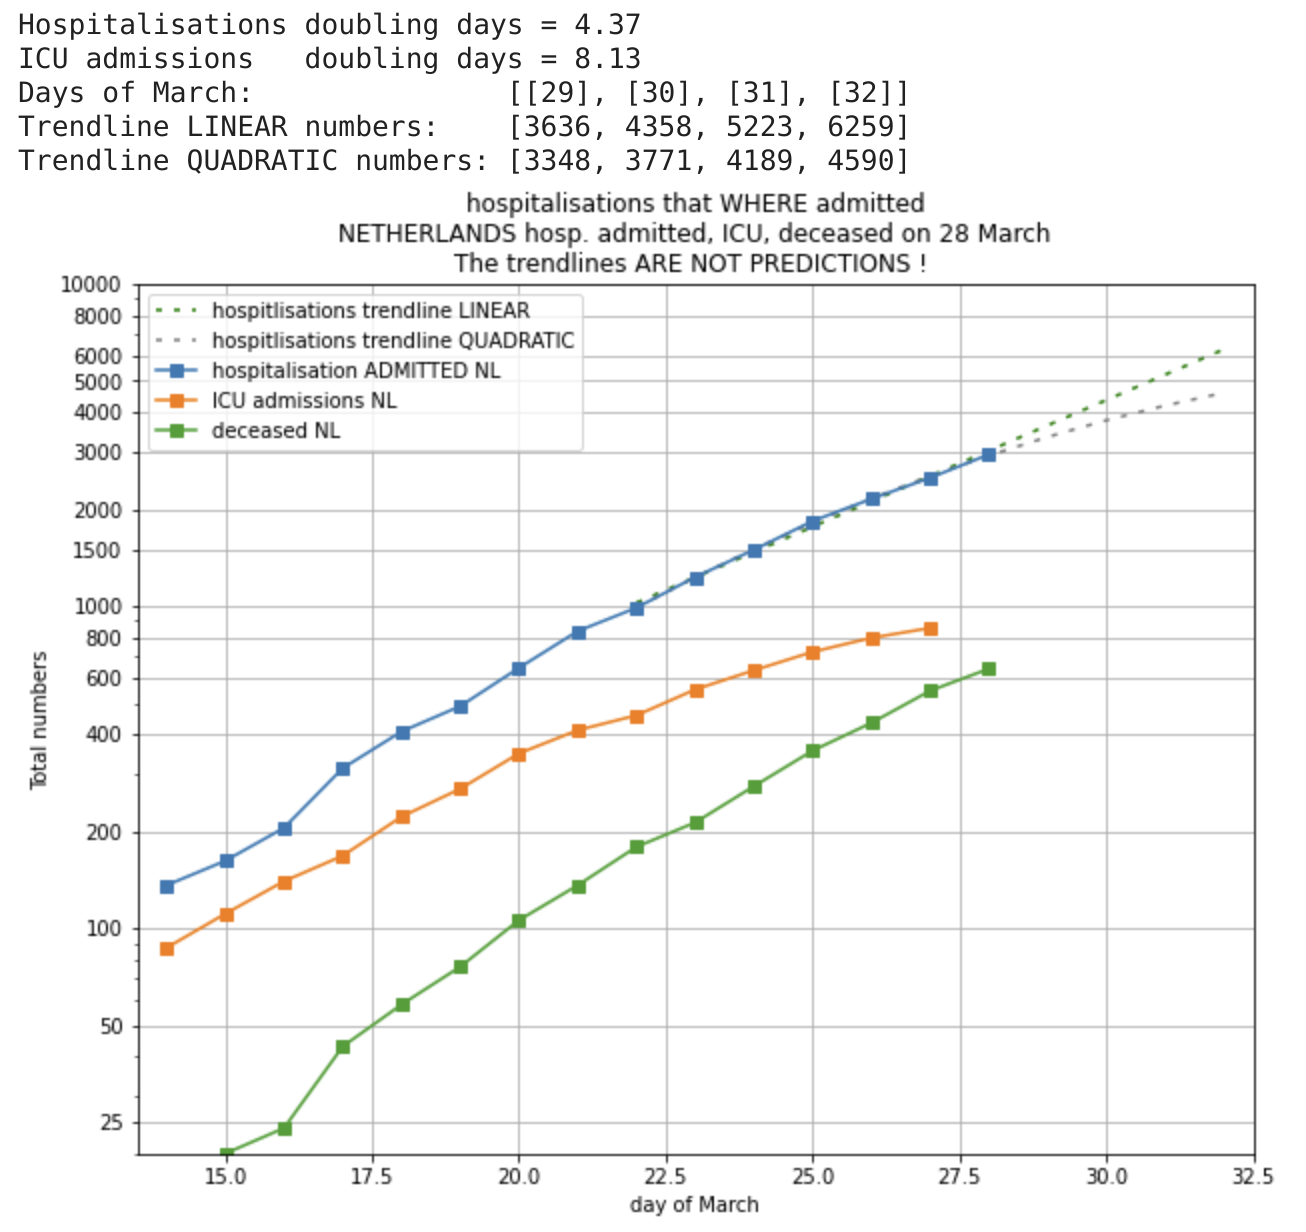 Hospitalisations doubling days = 4.37
ICU admissions   doubling days = 8.13
Days of March:               [[29], [30], [31], [32]]
Trendline LINEAR numbers:    [3636, 4358, 5223, 6259]
Trendline QUADRATIC numbers: [3348, 3771, 4189, 4590]
hospitalisations that WHERE admitted
NETHERLANDS hosp. admitted, ICU, deceased on 28 March
The trendlines ARE NOT PREDICTIONS !
hospitlisations trendline LINEAR
hospitlisations trendline QUADRATIC
hospitalisation ADMITTED NL
ICU admissions NL
deceased NL
10000
8000
6000
5000
4000
3000
2000
1500
1000
800
600
400
200
100
50
25
Total numbers
15.0 17.5 20.0 22.5 25.0 27.5 30.0 32.5
day of March